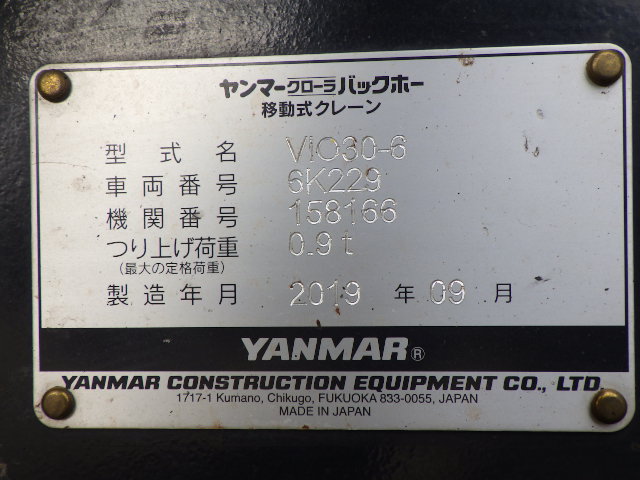 ヤンマークローラバックホー
移動式クレーン
型式名 ViO30-6
車両番号 6K229
機関番号 158166
つり上げ荷重 0.9t
(最大の定格荷重)
製造年月 2019 年 09 月
YANMAR®
YANMAR CONSTRUCTION EQUIPMENT CO., LTD.
1717-1 Kumano, Chikugo, FUKUOKA 833-0055, JAPAN
MADE IN JAPAN